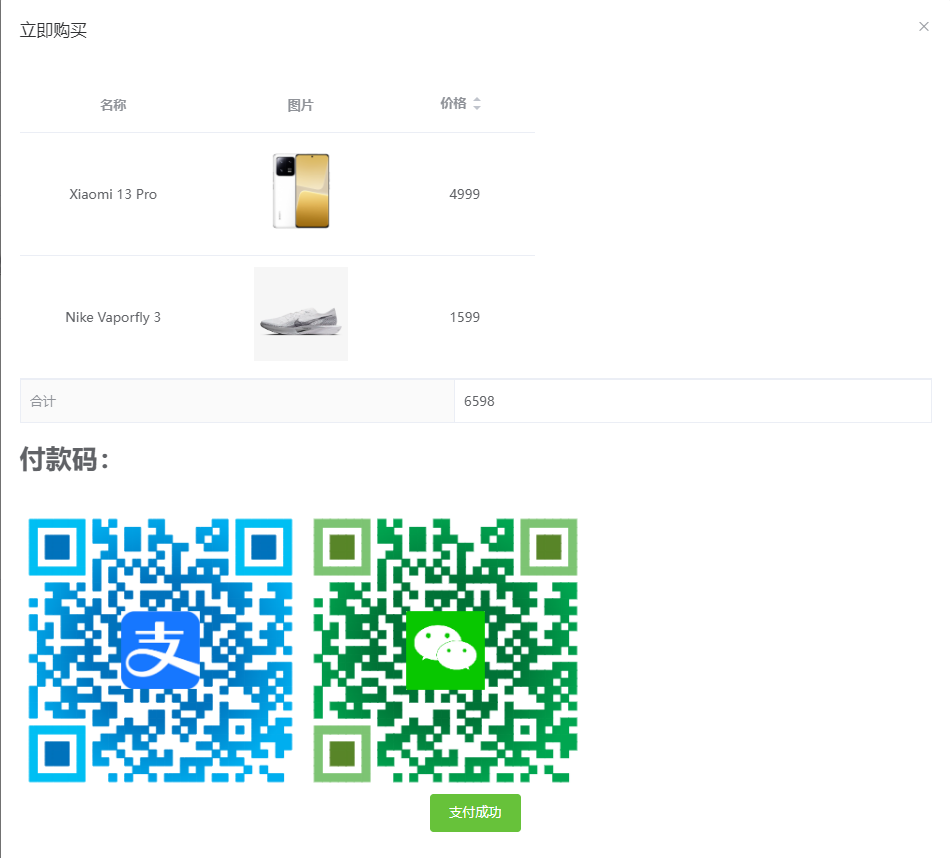 立即购买
名称 图片 价格
Xiaomi 13 Pro 4999
Nike Vaporfly 3 1599
合计 6598
付款码：
支
支付成功